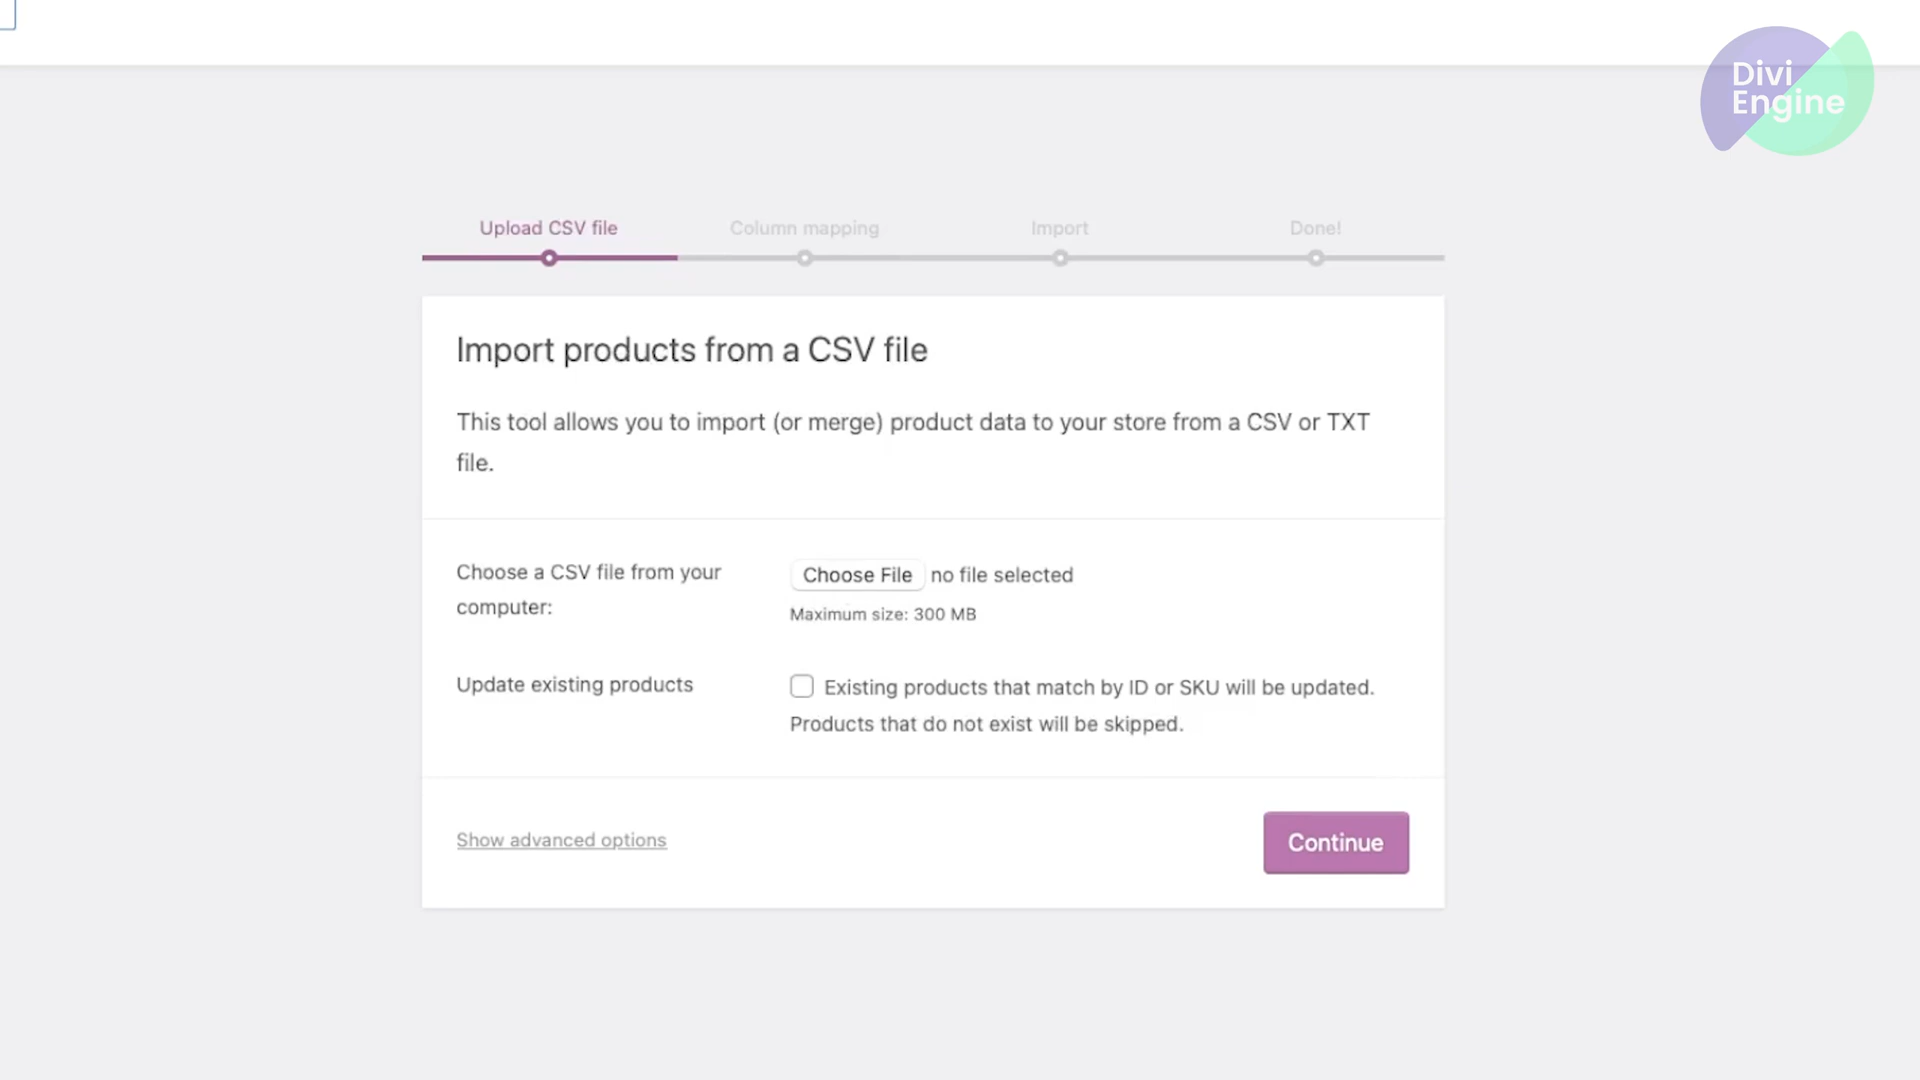 Divi
Engine
Upload CSV file
Column mapping
Import
Done!
Import products from a CSV file
This tool allows you to import (or merge) product data to your store from a CSV or TXT
file.
Choose a CSV file from your
computer:
Choose File no file selected
Maximum size: 300 MB
Update existing products
Existing products that match by ID or SKU will be updated.
Products that do not exist will be skipped.
Show advanced options
Continue